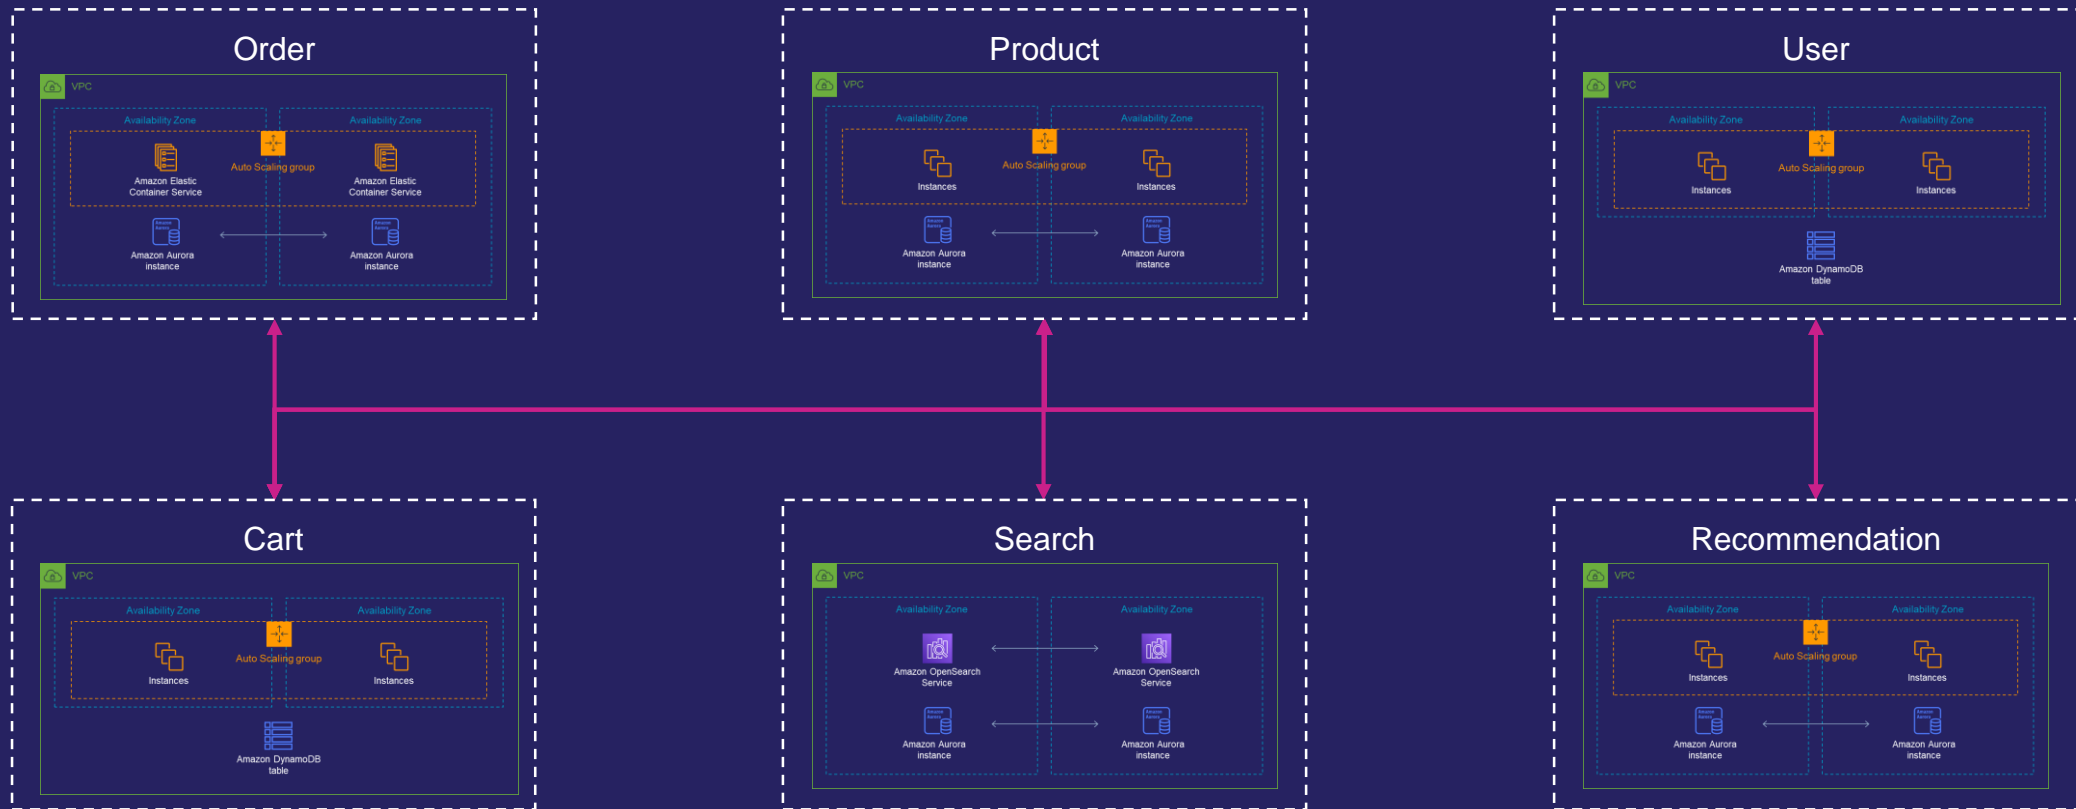 Order
VPC
Availability Zone
Availability Zone
Auto Scaling group
Amazon Elastic
Container Service
Amazon Elastic
Container Service
Amazon Aurora
instance
Amazon Aurora
instance
Product
VPC
Availability Zone
Availability Zone
Auto Scaling group
Instances
Instances
Amazon Aurora
instance
Amazon Aurora
instance
User
VPC
Availability Zone
Availability Zone
Auto Scaling group
Instances
Instances
Amazon DynamoDB
table
Cart
VPC
Availability Zone
Availability Zone
Auto Scaling group
Instances
Instances
Amazon DynamoDB
table
Search
VPC
Availability Zone
Availability Zone
Amazon OpenSearch
Service
Amazon OpenSearch
Service
Amazon Aurora
instance
Amazon Aurora
instance
Recommendation
VPC
Availability Zone
Availability Zone
Auto Scaling group
Instances
Instances
Amazon Aurora
instance
Amazon Aurora
instance